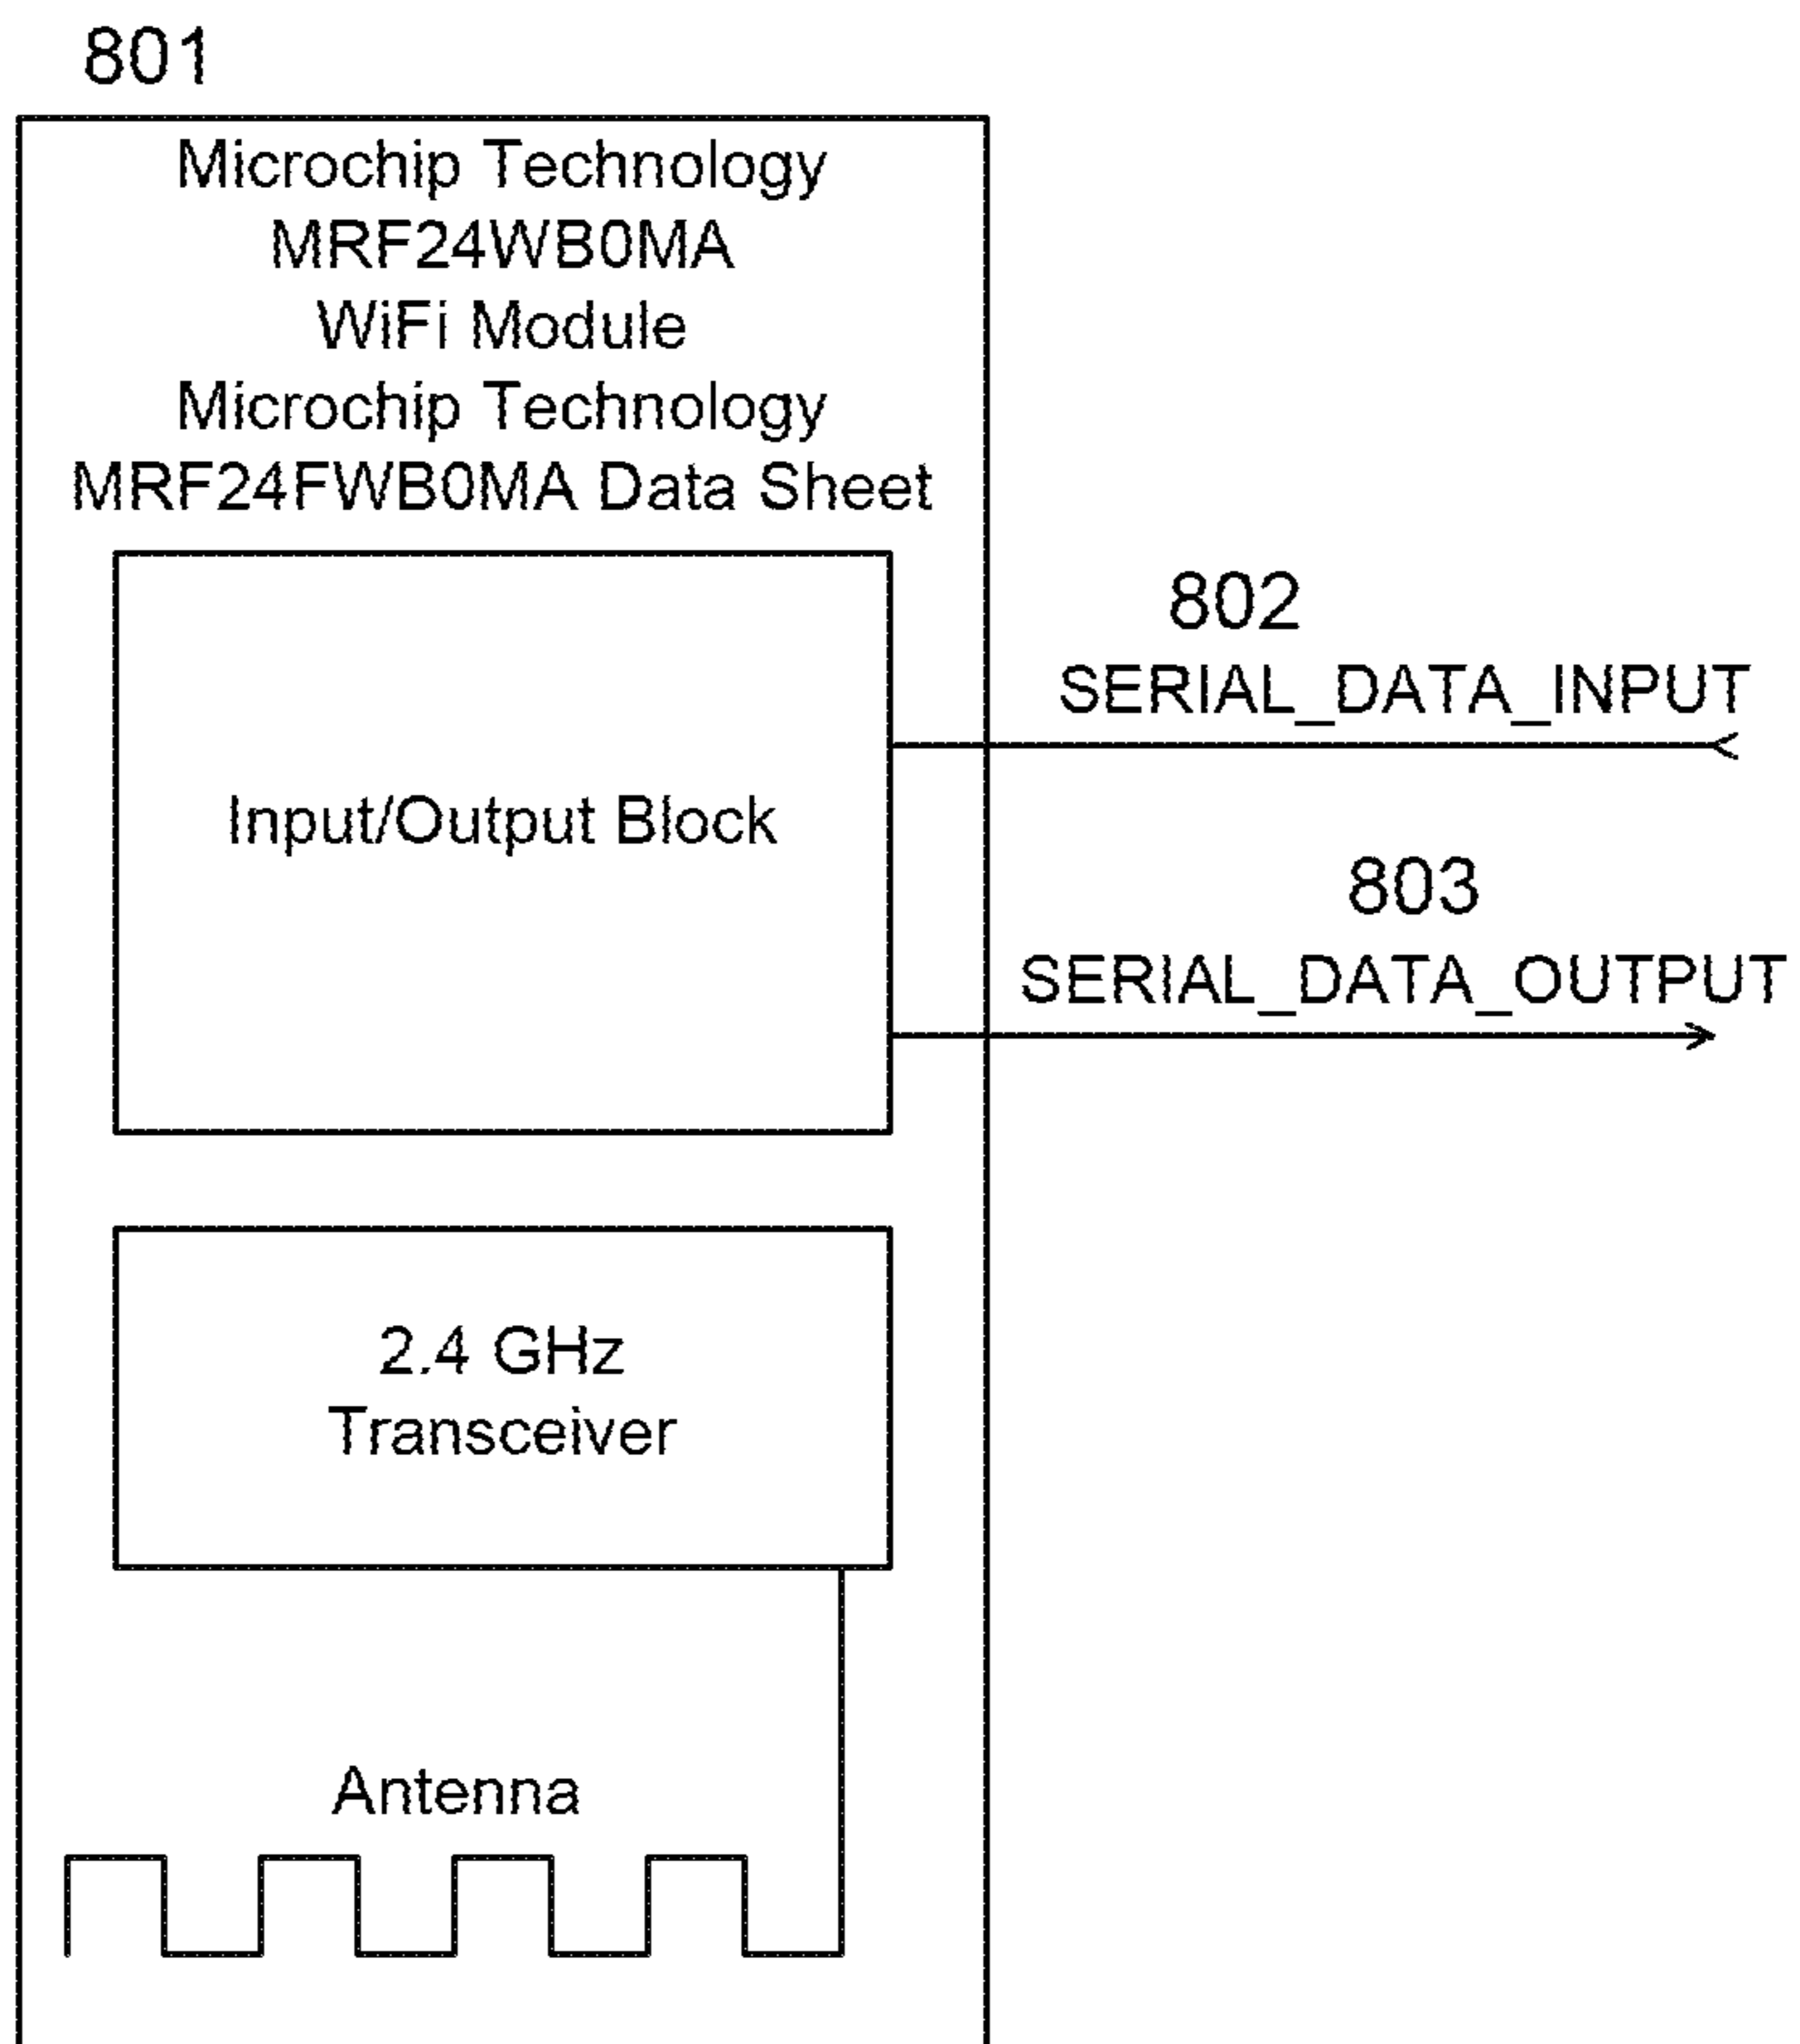 801
Microchip Technology
MRF24WB0MA
WiFi Module
Microchip Technology
MRF24FWB0MA Data Sheet
802
SERIAL_DATA_INPUT
Input/Output Block
803
SERIAL_DATA_OUTPUT
2.4 GHz
Transceiver
Antenna